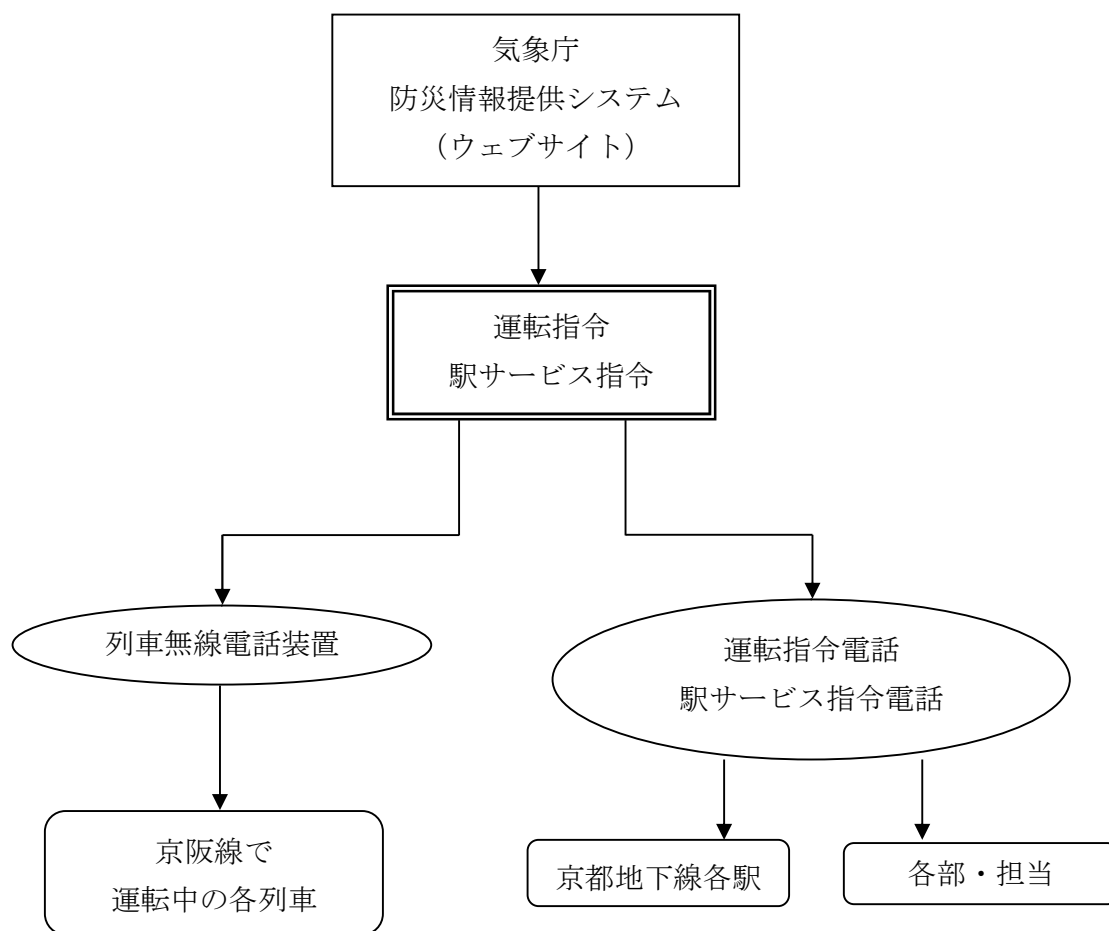 気象庁
防災情報提供システム
（ウェブサイト）
運転指令
駅サービス指令
列車無線電話装置
運転指令電話
駅サービス指令電話
京阪線で
運転中の各列車
京都地下線各駅
各部・担当